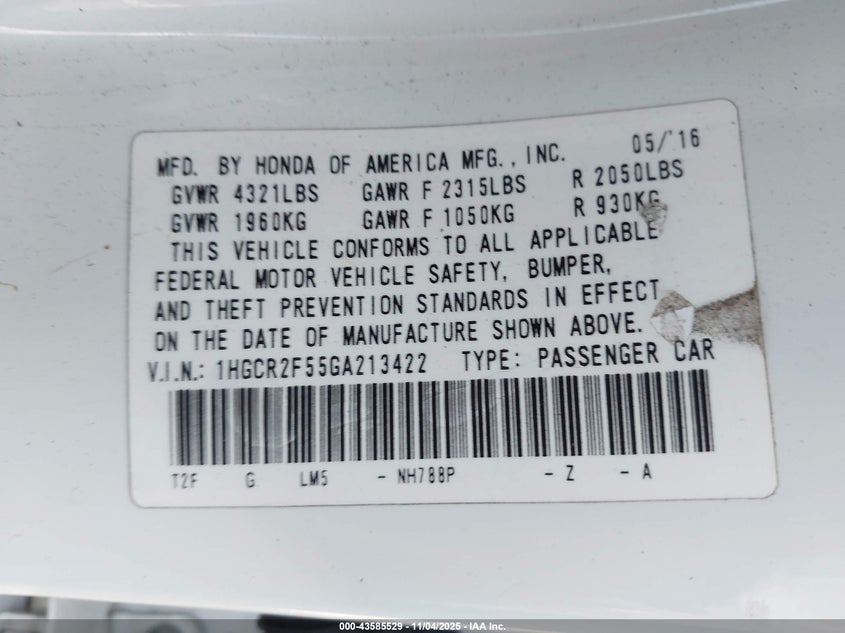 MFD. BY HONDA OF AMERICA MFG., INC. 05/'16
GVWR 4321LBS GAWR F 2315LBS R 2050LBS
GVWR 1960KG GAWR F 1050KG R 930KG
THIS VEHICLE CONFORMS TO ALL APPLICABLE
FEDERAL MOTOR VEHICLE SAFETY, BUMPER,
AND THEFT PREVENTION STANDARDS IN EFFECT
ON THE DATE OF MANUFACTURE SHOWN ABOVE.
V.I.N.: 1HGCR2F55GA213422 TYPE: PASSENGER CAR
T2F G LM5 - NH788P - Z - A
000-43585529 - 11/04/2025 - IAA Inc.